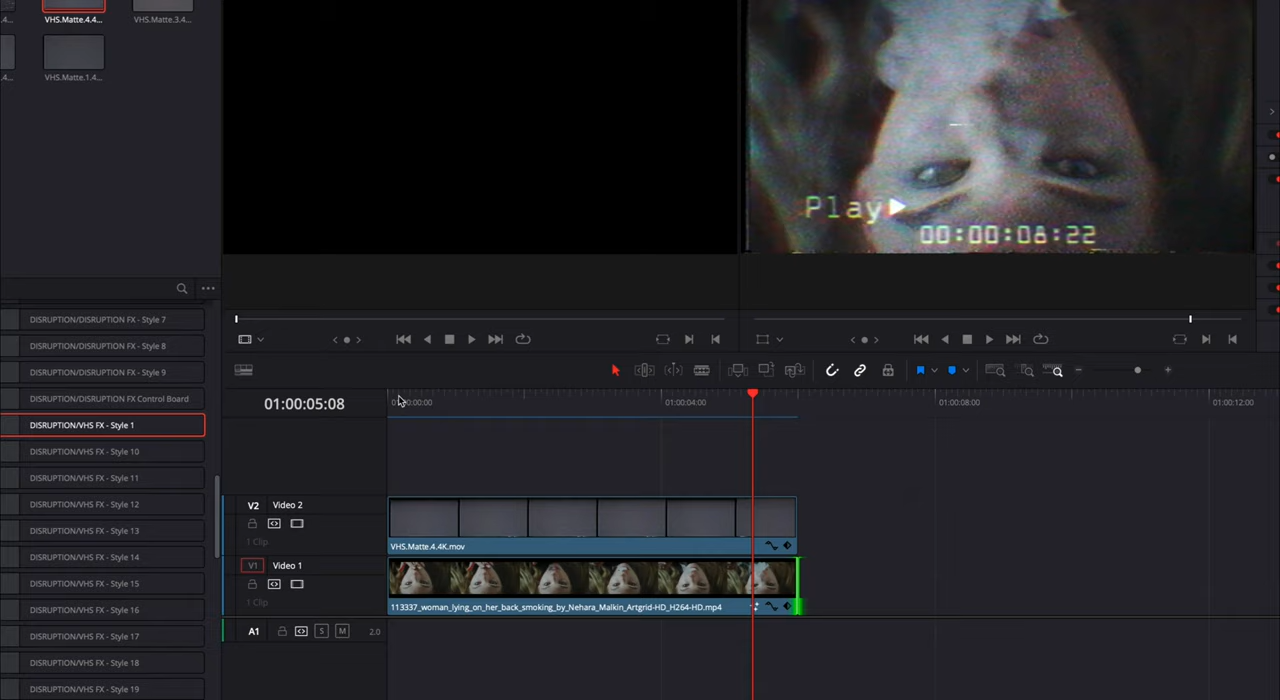 VHS.Matte.4.4...
VHS.Matte.3.4...
VHS.Matte.1.4...
Play
00:00:08:22
DISRUPTION/DISRUPTION FX - Style 7
DISRUPTION/DISRUPTION FX - Style 8
DISRUPTION/DISRUPTION FX - Style 9
DISRUPTION/DISRUPTION FX Control Board
DISRUPTION/VHS FX - Style 1
DISRUPTION/VHS FX - Style 10
DISRUPTION/VHS FX - Style 11
DISRUPTION/VHS FX - Style 12
DISRUPTION/VHS FX - Style 13
DISRUPTION/VHS FX - Style 14
DISRUPTION/VHS FX - Style 15
DISRUPTION/VHS FX - Style 16
DISRUPTION/VHS FX - Style 17
DISRUPTION/VHS FX - Style 18
DISRUPTION/VHS FX - Style 19
01:00:05:08
01:00:04:00
01:00:08:00
01:00:12:00
V2 Video 2
1 Clip
VHS.Matte.4.4K.mov
V1 Video 1
1 Clip
113337_woman_lying_on_her_back_smoking_by_Nehara_Malkin_Artgrid-HD_H264-HD.mp4
A1 S M 2.0